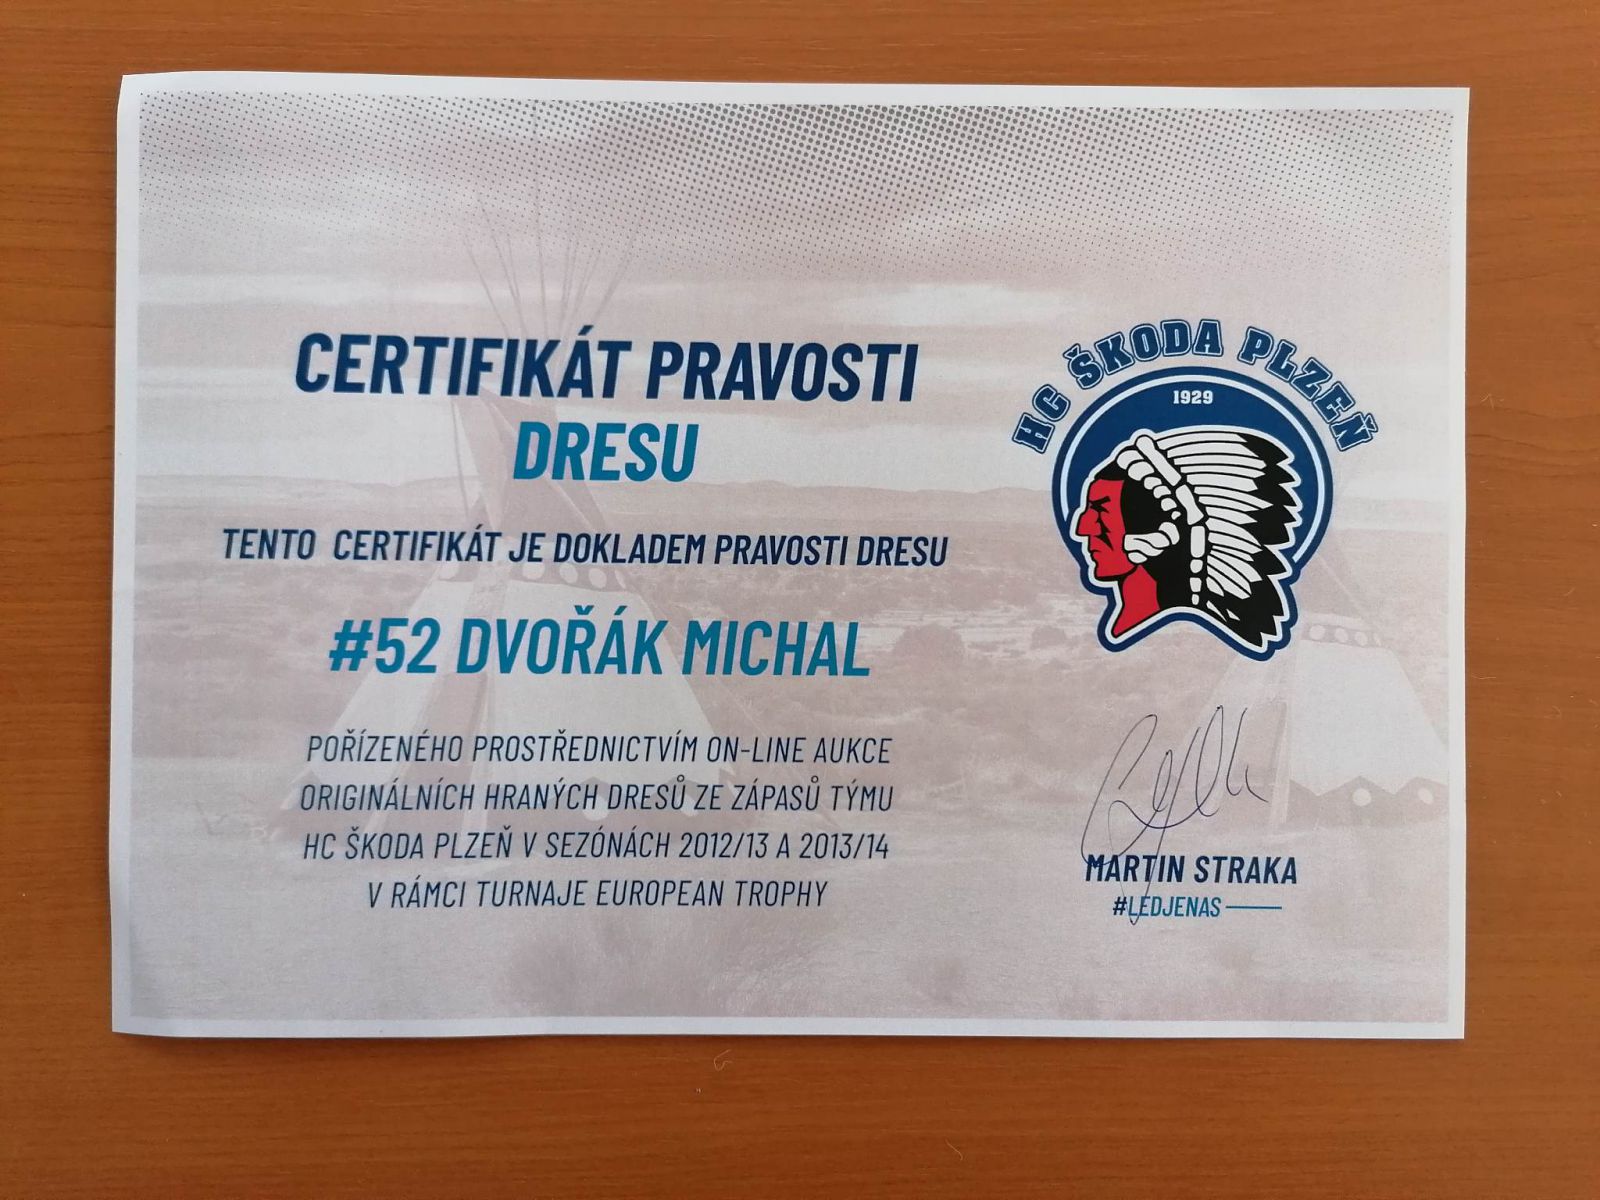 CERTIFIKÁT PRAVOSTI
DRESU
TENTO CERTIFIKÁT JE DOKLADEM PRAVOSTI DRESU
#52 DVOŘÁK MICHAL
POŘÍZENÉHO PROSTŘEDNICTVÍM ON-LINE AUKCE
ORIGINÁLNÍCH HRANÝCH DRESŮ ZE ZÁPASŮ TÝMU
HC ŠKODA PLZEŇ V SEZÓNÁCH 2012/13 A 2013/14
V RÁMCI TURNAJE EUROPEAN TROPHY
HC ŠKODA PLZEŇ
1929
MARTIN STRAKA
#LEDJENAS